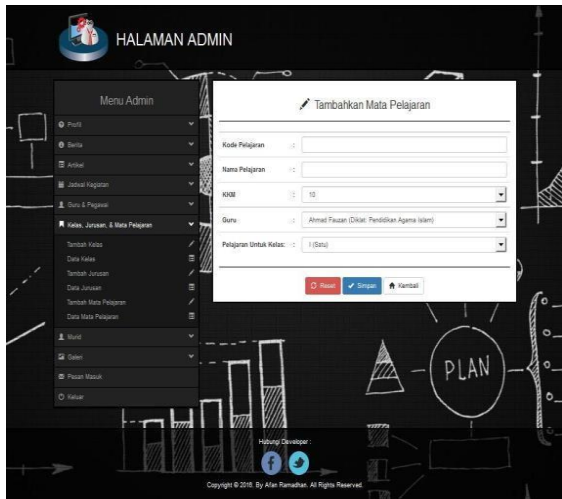 HALAMAN ADMIN
Menu Admin
Profil
Berita
Artikel
Jadwal Kegiatan
Guru & Pegawai
Kelas, Jurusan, & Mata Pelajaran
Tambah Kelas
Data Kelas
Tambah Jurusan
Data Jurusan
Tambah Mata Pelajaran
Data Mata Pelajaran
Murid
Galeri
Pesan Masuk
Keluar
Tambahkan Mata Pelajaran
Kode Pelajaran :
Nama Pelajaran :
KKM : 10
Guru : Ahmad Fauzan (Diklat: Pendidikan Agama Islam)
Pelajaran Untuk Kelas: : I (Satu)
Reset Simpan Kembali
PLAN
Hubungi Developer :
Copyright © 2016. By Afan Ramadhan. All Rights Reserved.